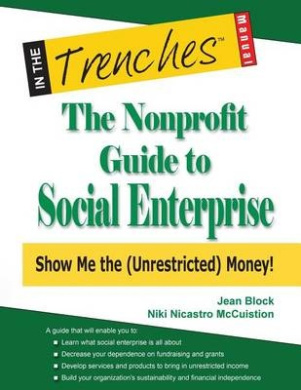 IN THE
Trenches™
Manual
The Nonprofit
Guide to
Social Enterprise
Show Me the (Unrestricted) Money!
Jean Block
Niki Nicastro McCuistion
A guide that will enable you to:
Learn what social enterprise is all about
Decrease your dependence on fundraising and grants
Develop services and products to bring in unrestricted income
Build your organization's sustainability and financial independence